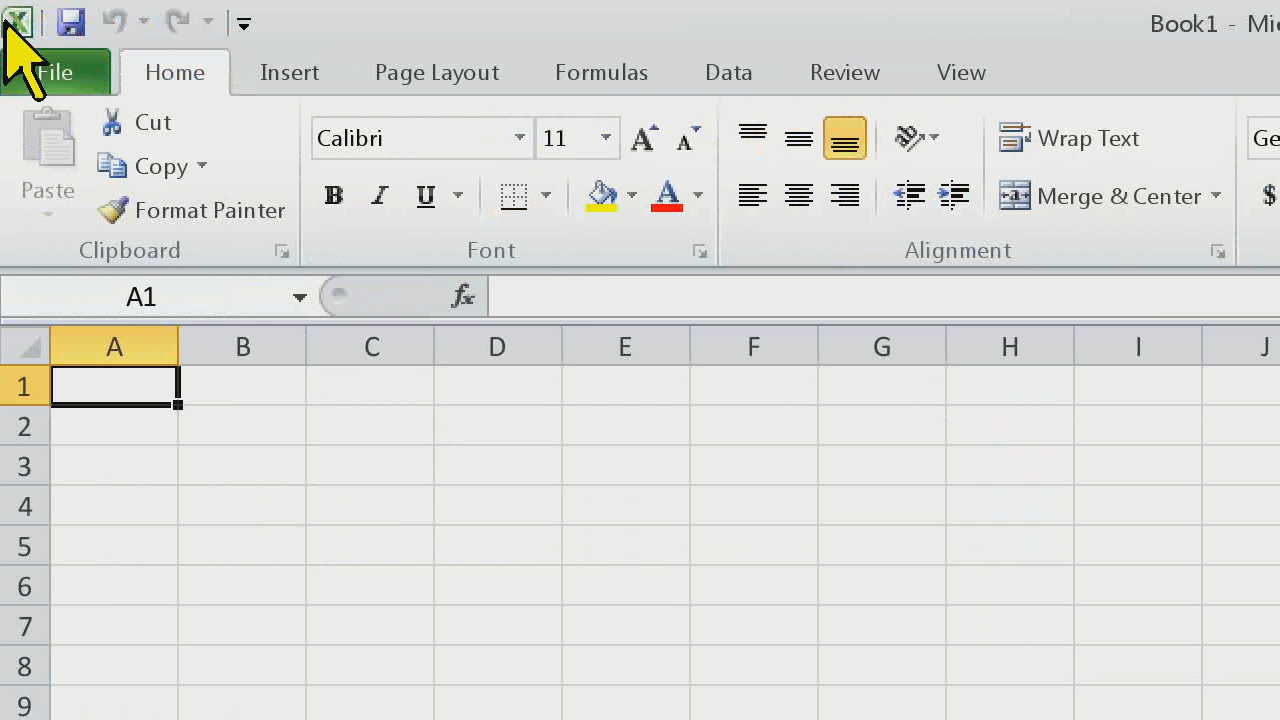 Book1 - Mic
File Home Insert Page Layout Formulas Data Review View
Cut
Calibri 11 Wrap Text Ge
Copy
Paste B I U A Merge & Center $
Format Painter
Clipboard Font Alignment
A1 fx
A B C D E F G H I J
1
2
3
4
5
6
7
8
9